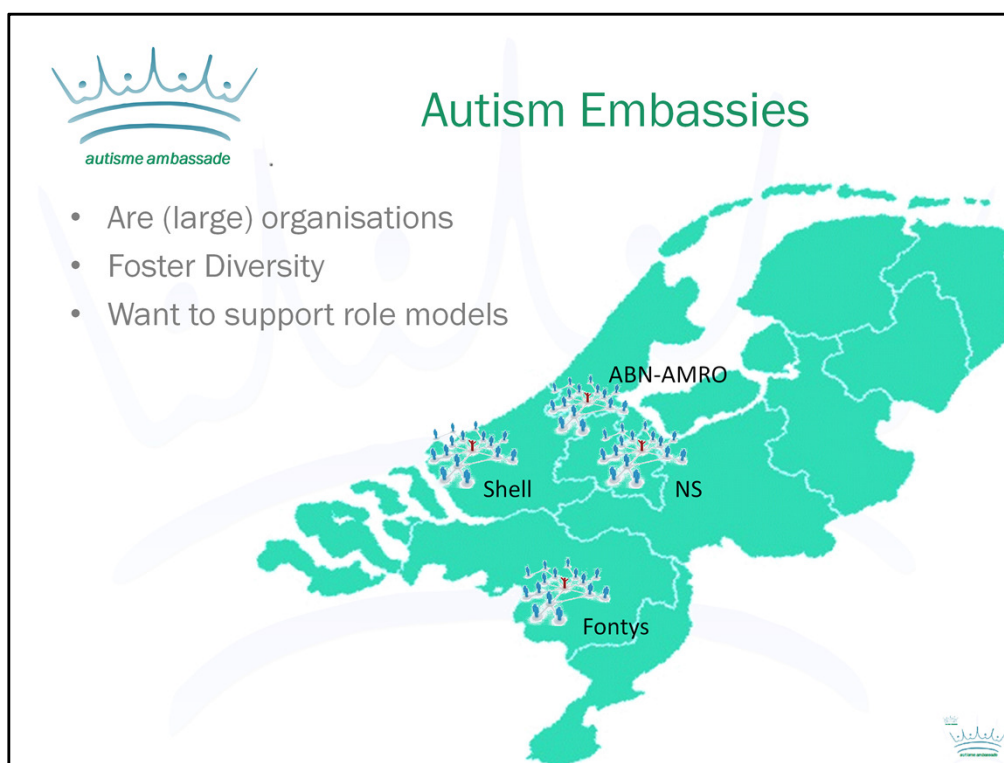 autisme ambassade
Autism Embassies
• Are (large) organisations
• Foster Diversity
• Want to support role models
ABN-AMRO
Shell
NS
Fontys